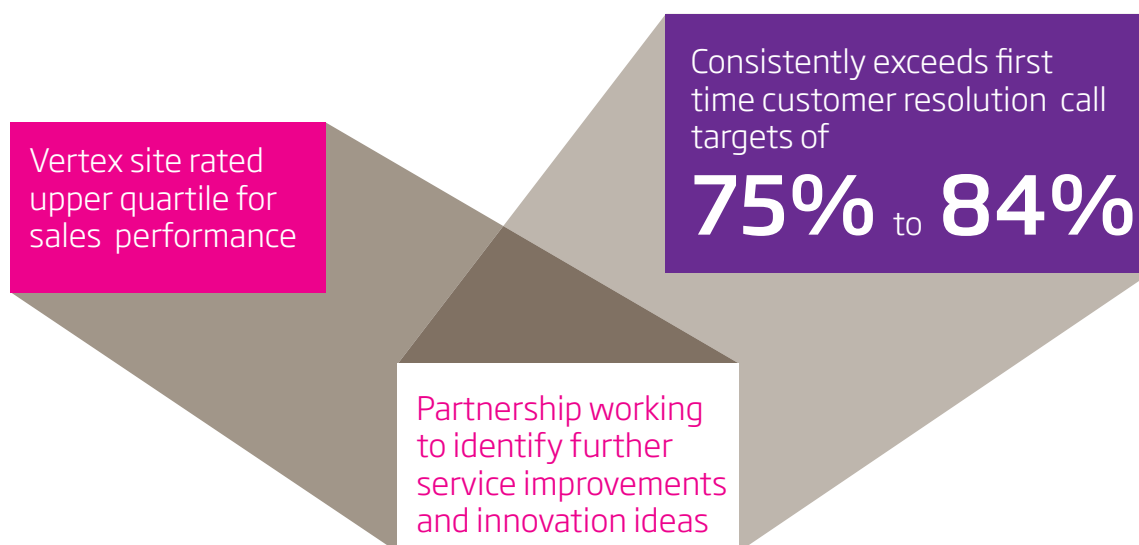 Vertex site rated
upper quartile for
sales performance
Consistently exceeds first
time customer resolution call
targets of
75% to 84%
Partnership working
to identify further
service improvements
and innovation ideas